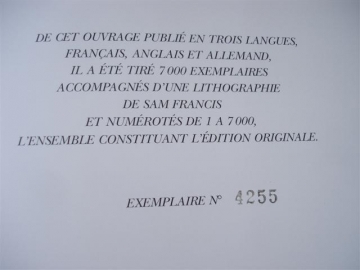 DE CET OUVRAGE PUBLIÉ EN TROIS LANGUES,
FRANÇAIS, ANGLAIS ET ALLEMAND,
IL A ÉTÉ TIRÉ 7 000 EXEMPLAIRES
ACCOMPAGNÉS D'UNE LITHOGRAPHIE
DE SAM FRANCIS
ET NUMÉROTÉS DE 1 A 7 000,
L'ENSEMBLE CONSTITUANT L'ÉDITION ORIGINALE.
EXEMPLAIRE N° 4255